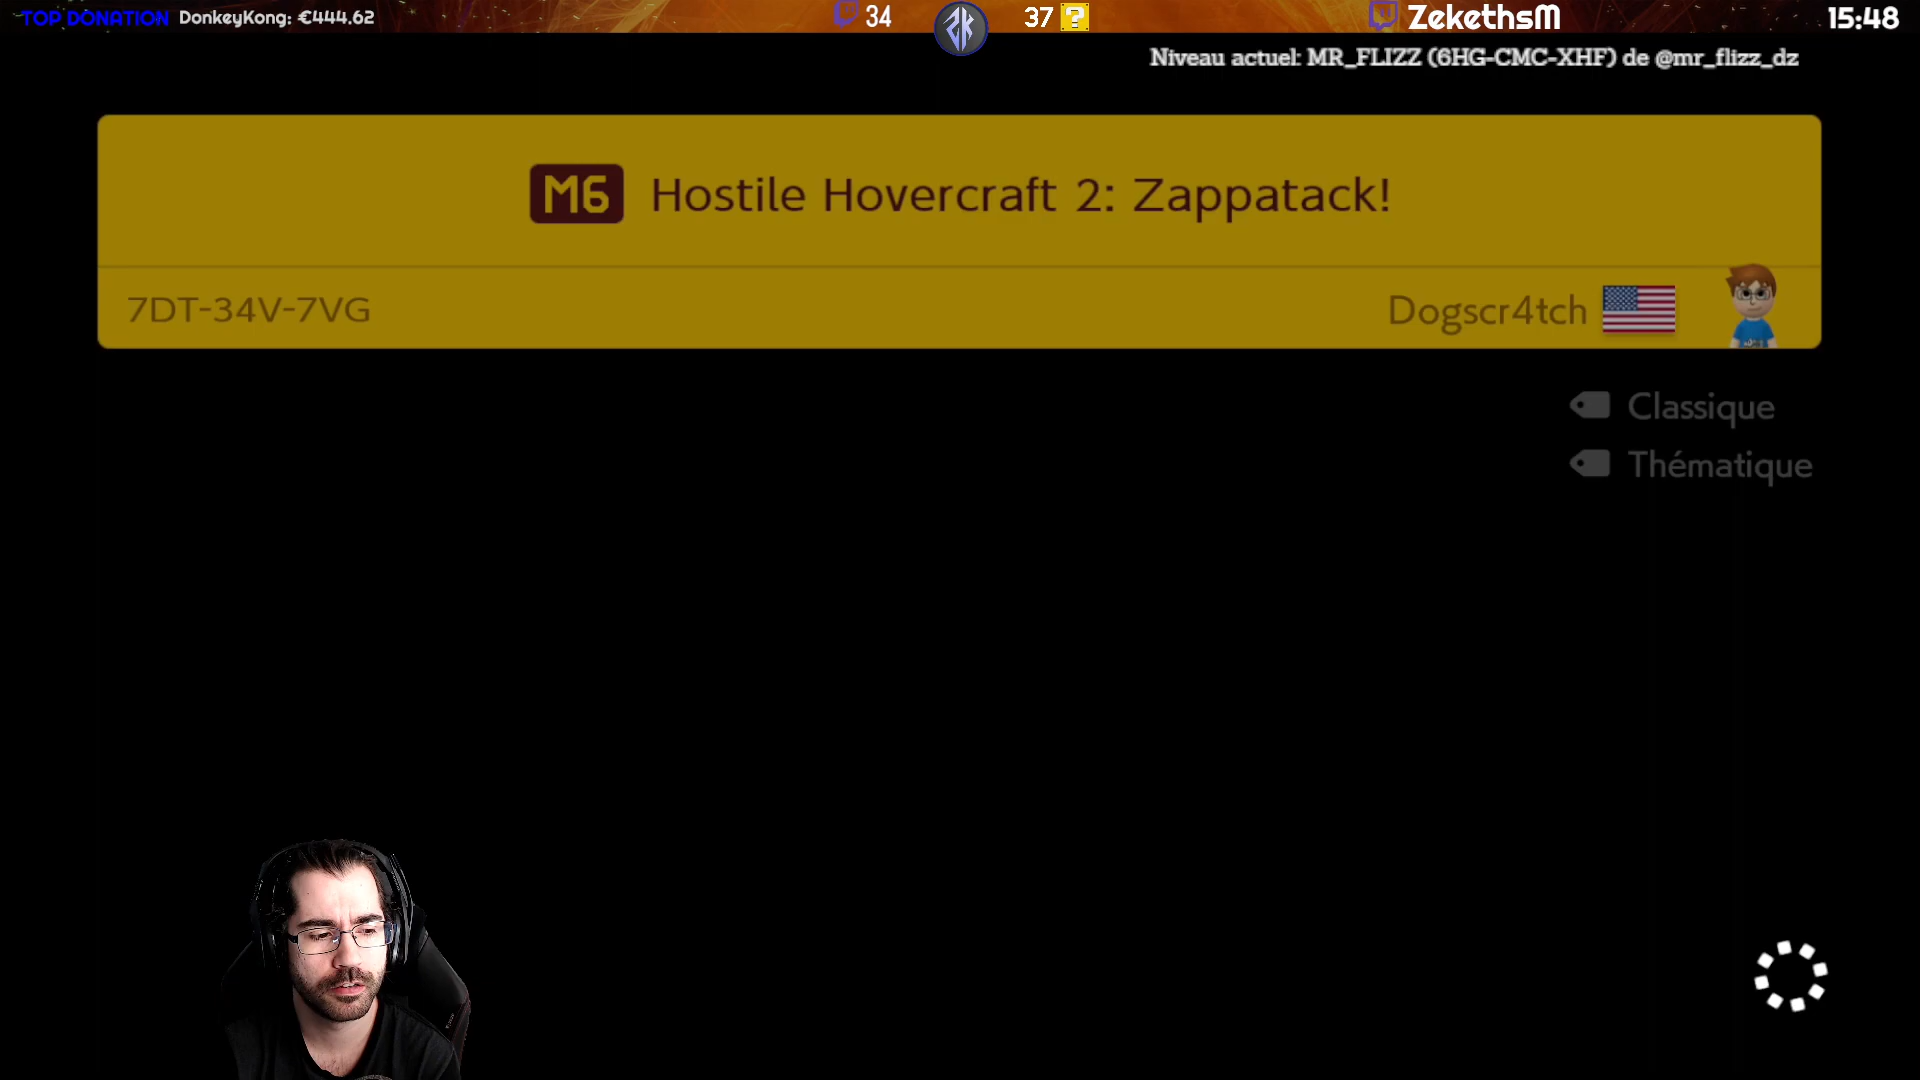 TOP DONATION DonkeyKong: €444.62 34 37 ZekethsM 15:48
Niveau actuel: MR_FLIZZ (6HG-CMC-XHF) de @mr_flizz_dz
M6 Hostile Hovercraft 2: Zappatack!
7DT-34V-7VG Dogscr4tch
Classique
Thématique